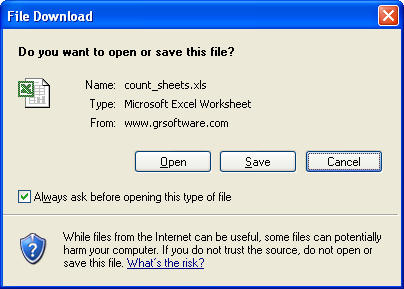 File Download
Do you want to open or save this file?
Name: count_sheets.xls
Type: Microsoft Excel Worksheet
From: www.grsoftware.com
Open Save Cancel
Always ask before opening this type of file
While files from the Internet can be useful, some files can potentially
harm your computer. If you do not trust the source, do not open or
save this file. What's the risk?